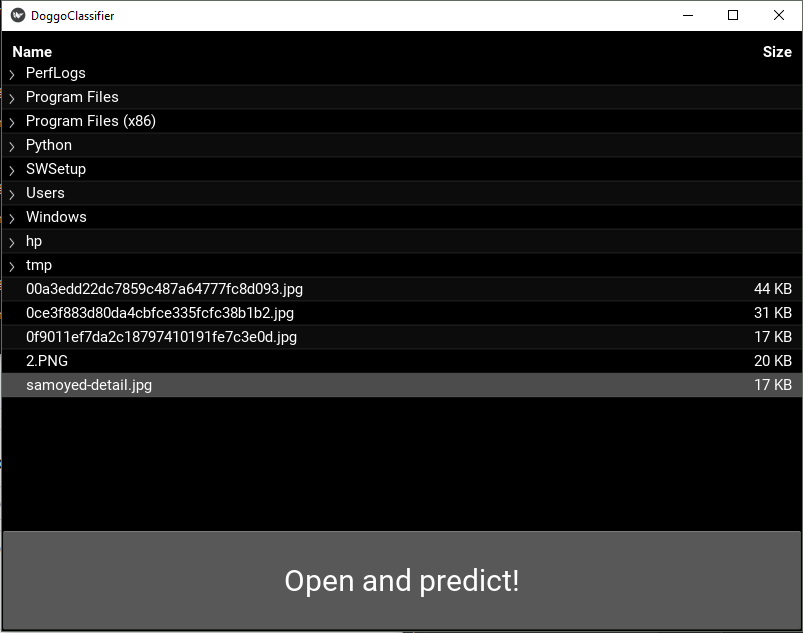 DoggoClassifier
Name Size
PerfLogs
Program Files
Program Files (x86)
Python
SWSetup
Users
Windows
hp
tmp
00a3edd22dc7859c487a64777fc8d093.jpg 44 KB
0ce3f883d80da4cbfce335fcfc38b1b2.jpg 31 KB
0f9011ef7da2c18797410191fe7c3e0d.jpg 17 KB
2.PNG 20 KB
samoyed-detail.jpg 17 KB
Open and predict!